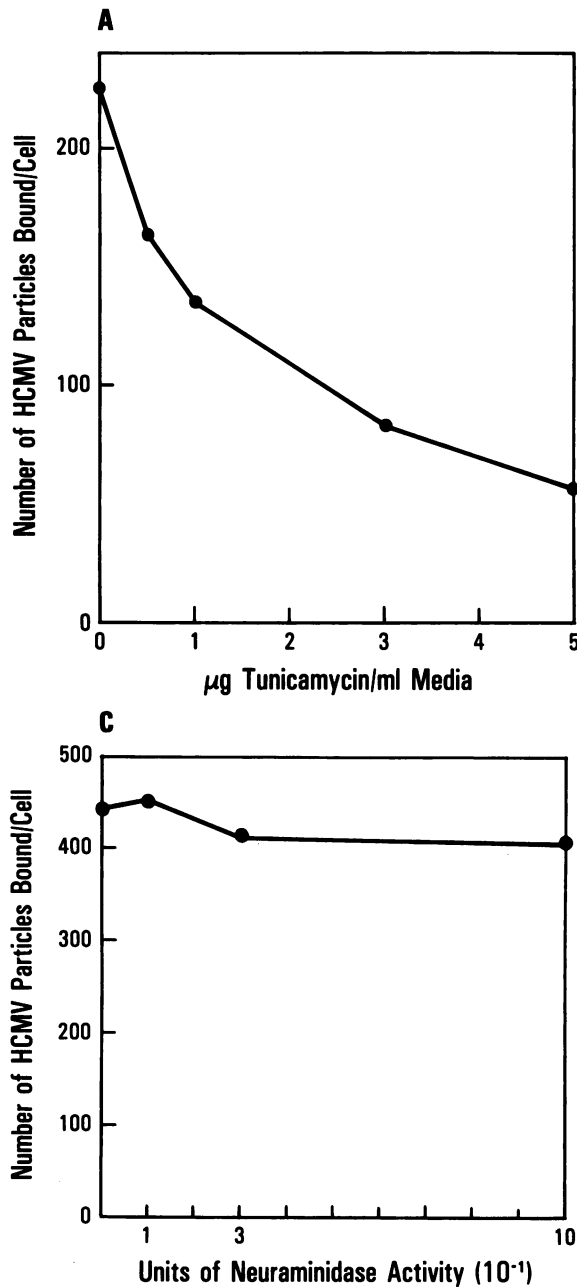 A
Number of HCMV Particles Bound/Cell
200
100
0
0 1 2 3 4 5
μg Tunicamycin/ml Media
C
Number of HCMV Particles Bound/Cell
500
400
300
200
100
0
1 3 10
Units of Neuraminidase Activity (10⁻¹)